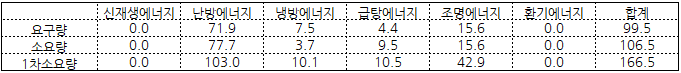 신재생에너지 난방에너지 냉방에너지 급탕에너지 조명에너지 환기에너지 합계
요구량 0.0 71.9 7.5 4.4 15.6 0.0 99.5
소요량 0.0 77.7 3.7 9.5 15.6 0.0 106.5
1차소요량 0.0 103.0 10.1 10.5 42.9 0.0 166.5